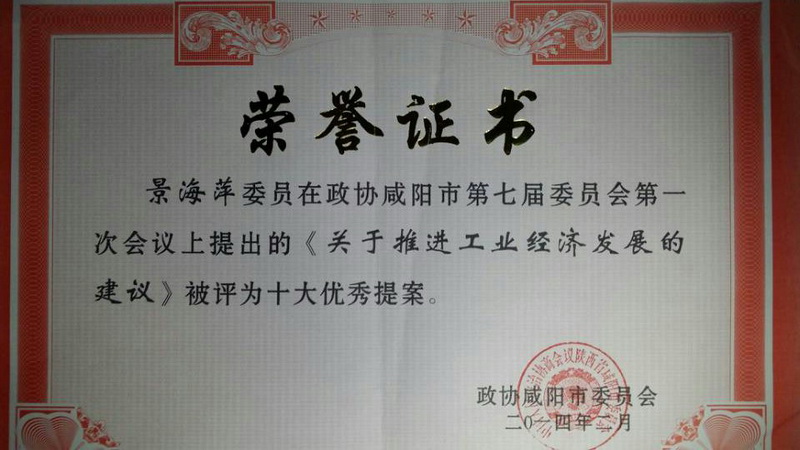 荣誉证书
景海萍委员在政协咸阳市第七届委员会第一
次会议上提出的《关于推进工业经济发展的
建议》被评为十大优秀提案。
政协咸阳市委员会
二〇一四年二月